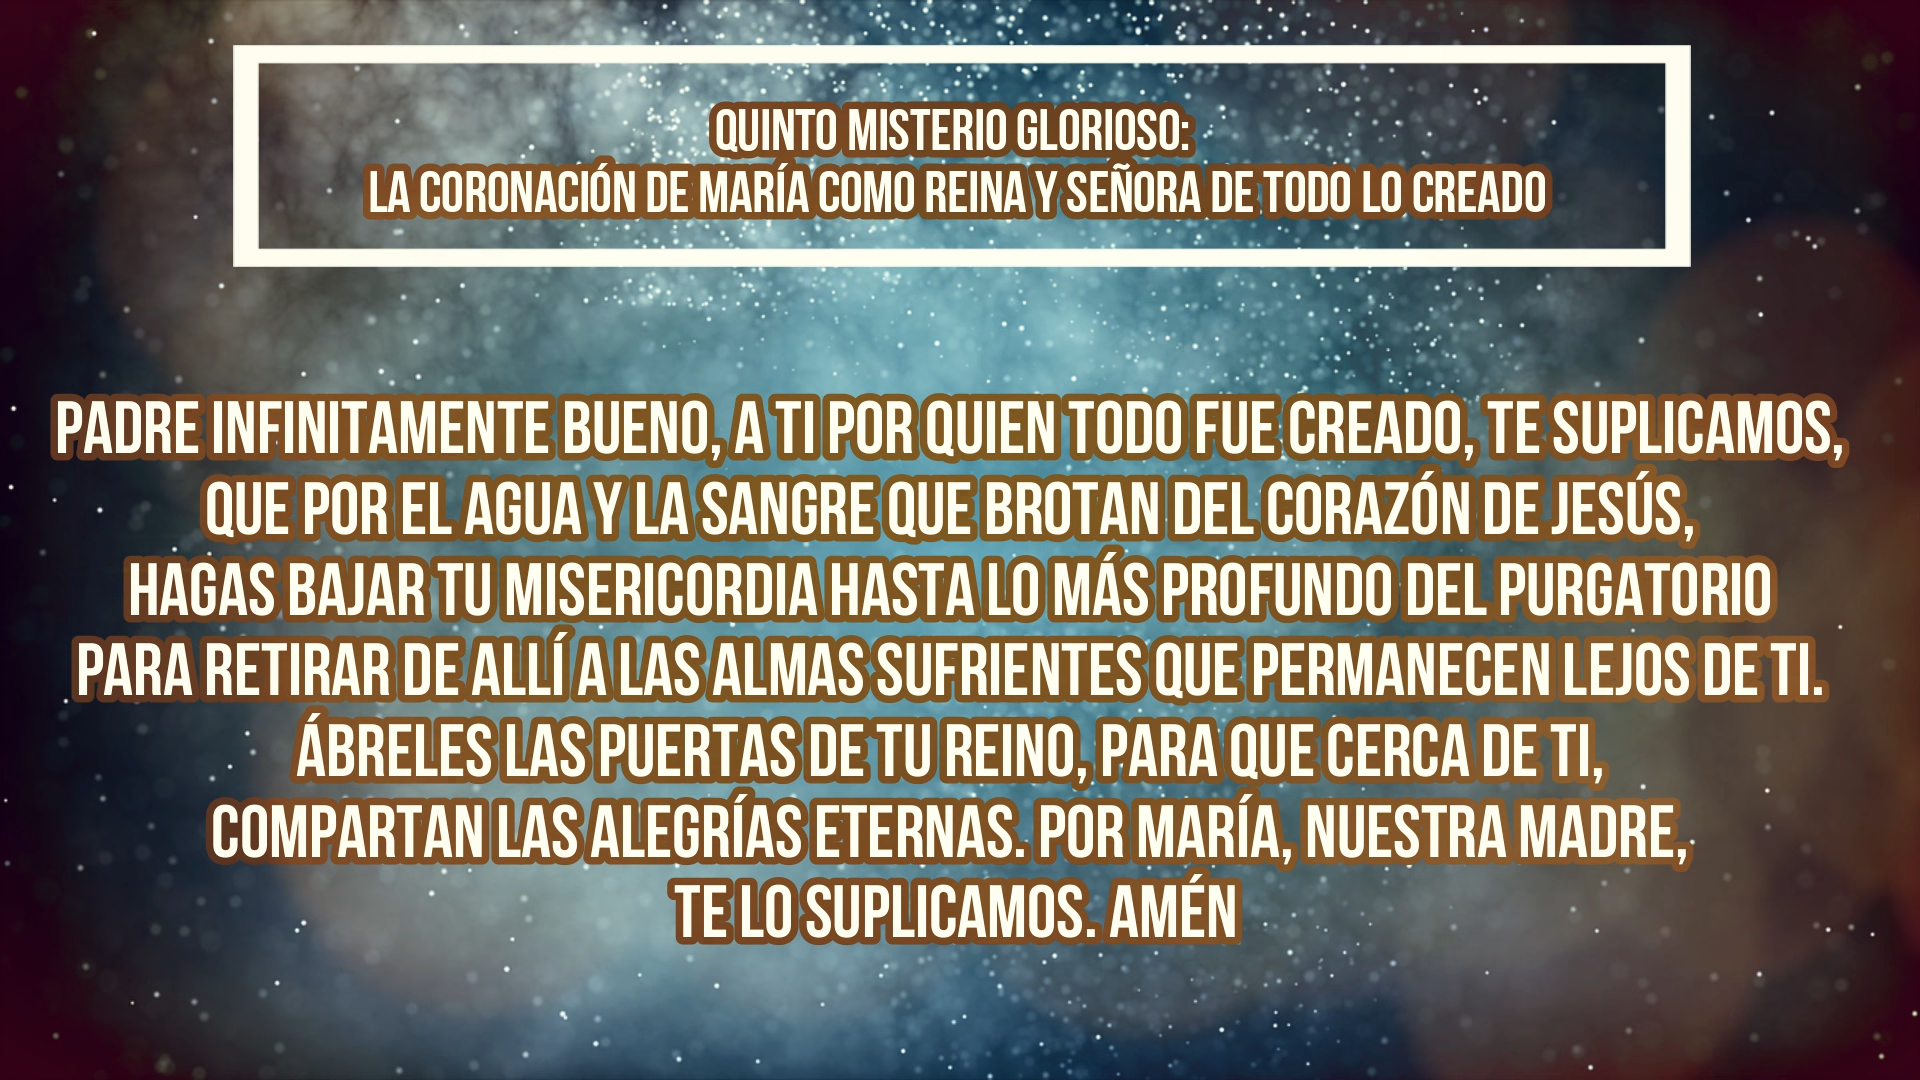 QUINTO MISTERIO GLORIOSO:
LA CORONACIÓN DE MARÍA COMO REINA Y SEÑORA DE TODO LO CREADO
PADRE INFINITAMENTE BUENO, A TI POR QUIEN TODO FUE CREADO, TE SUPLICAMOS,
QUE POR EL AGUA Y LA SANGRE QUE BROTAN DEL CORAZÓN DE JESÚS,
HAGAS BAJAR TU MISERICORDIA HASTA LO MÁS PROFUNDO DEL PURGATORIO
PARA RETIRAR DE ALLÍ A LAS ALMAS SUFRIENTES QUE PERMANECEN LEJOS DE TI.
ÁBRELES LAS PUERTAS DE TU REINO, PARA QUE CERCA DE TI,
COMPARTAN LAS ALEGRÍAS ETERNAS. POR MARÍA, NUESTRA MADRE,
TE LO SUPLICAMOS. AMÉN